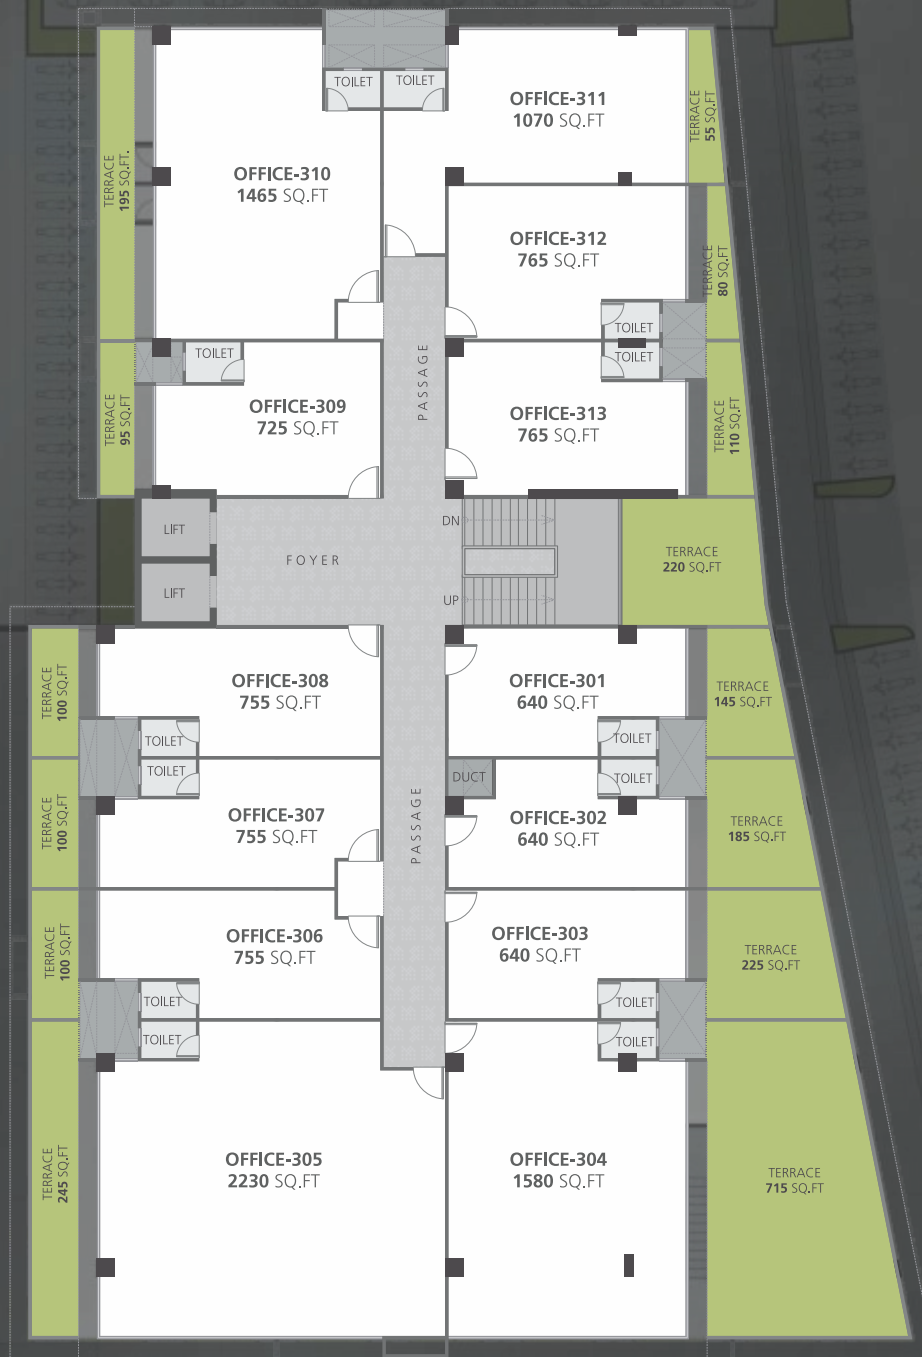 TOILET
TOILET
OFFICE-311
1070 SQ.FT
TERRACE
55 SQ.FT
TERRACE
195 SQ.FT.
OFFICE-310
1465 SQ.FT
OFFICE-312
765 SQ.FT
TERRACE
80 SQ.FT
TOILET
TOILET
TOILET
PASSAGE
TERRACE
95 SQ.FT
OFFICE-309
725 SQ.FT
OFFICE-313
765 SQ.FT
TERRACE
110 SQ.FT
LIFT
DN
FOYER
TERRACE
220 SQ.FT
LIFT
UP
TERRACE
100 SQ.FT
OFFICE-308
755 SQ.FT
OFFICE-301
640 SQ.FT
TERRACE
145 SQ.FT
TOILET
TOILET
TOILET
DUCT
TOILET
TERRACE
100 SQ.FT
OFFICE-307
755 SQ.FT
PASSAGE
OFFICE-302
640 SQ.FT
TERRACE
185 SQ.FT
TERRACE
100 SQ.FT
OFFICE-306
755 SQ.FT
OFFICE-303
640 SQ.FT
TERRACE
225 SQ.FT
TOILET
TOILET
TOILET
TOILET
TERRACE
245 SQ.FT
OFFICE-305
2230 SQ.FT
OFFICE-304
1580 SQ.FT
TERRACE
715 SQ.FT